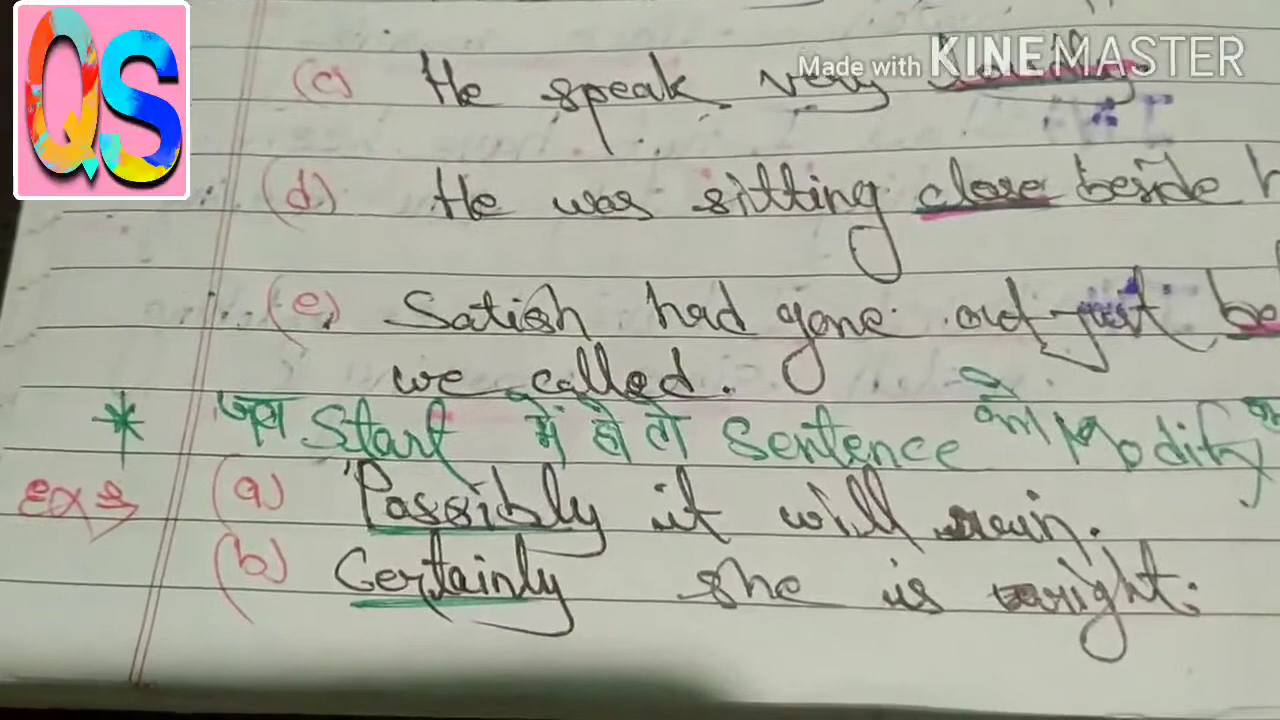 QS
Made with KINEMASTER
(c) He speak very
(d) He was sitting close beside h
(e) Satish had gone out just be
we called.
* जब Start में हो तो Sentence को Modify
ex⇒ (a) Possibly it will rain.
(b) Certainly she is right.